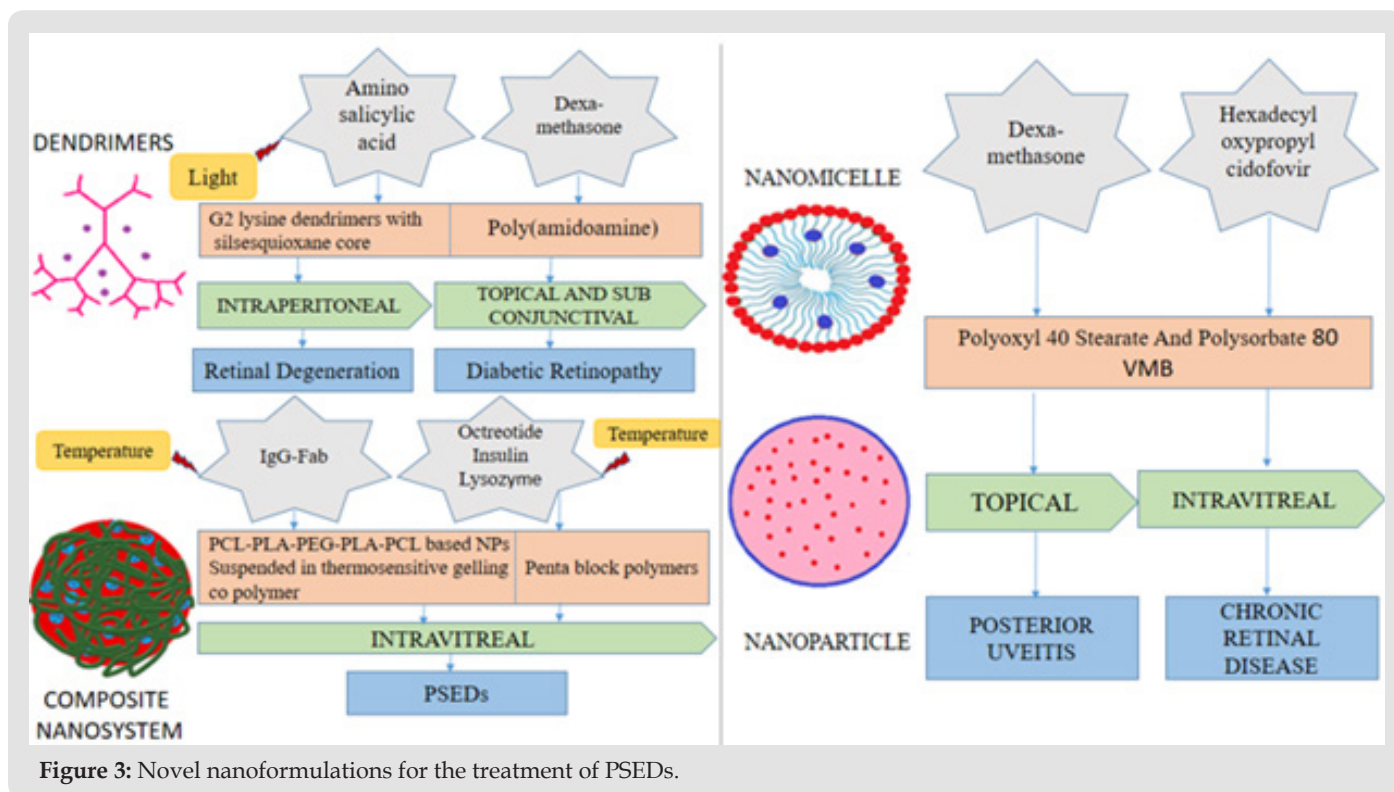 DENDRIMERS
Amino
salicylic
acid
Dexa-
methasone
Light
G2 lysine dendrimers with
silsesquioxane core
Poly(amidoamine)
INTRAPERITONEAL
TOPICAL AND SUB
CONJUNCTIVAL
Retinal Degeneration
Diabetic Retinopathy
Temperature
IgG-Fab
Octreotide
Insulin
Lysozyme
Temperature
PCL-PLA-PEG-PLA-PCL based NPs
Suspended in thermosensitive gelling
co polymer
Penta block polymers
INTRAVITREAL
PSEDs
COMPOSITE
NANOSYSTEM
NANOMICELLE
Dexa-
methasone
Hexadecyl
oxypropyl
cidofovir
Polyoxyl 40 Stearate And Polysorbate 80
VMB
TOPICAL
INTRAVITREAL
NANOPARTICLE
POSTERIOR
UVEITIS
CHRONIC
RETINAL
DISEASE
Figure 3: Novel nanoformulations for the treatment of PSEDs.